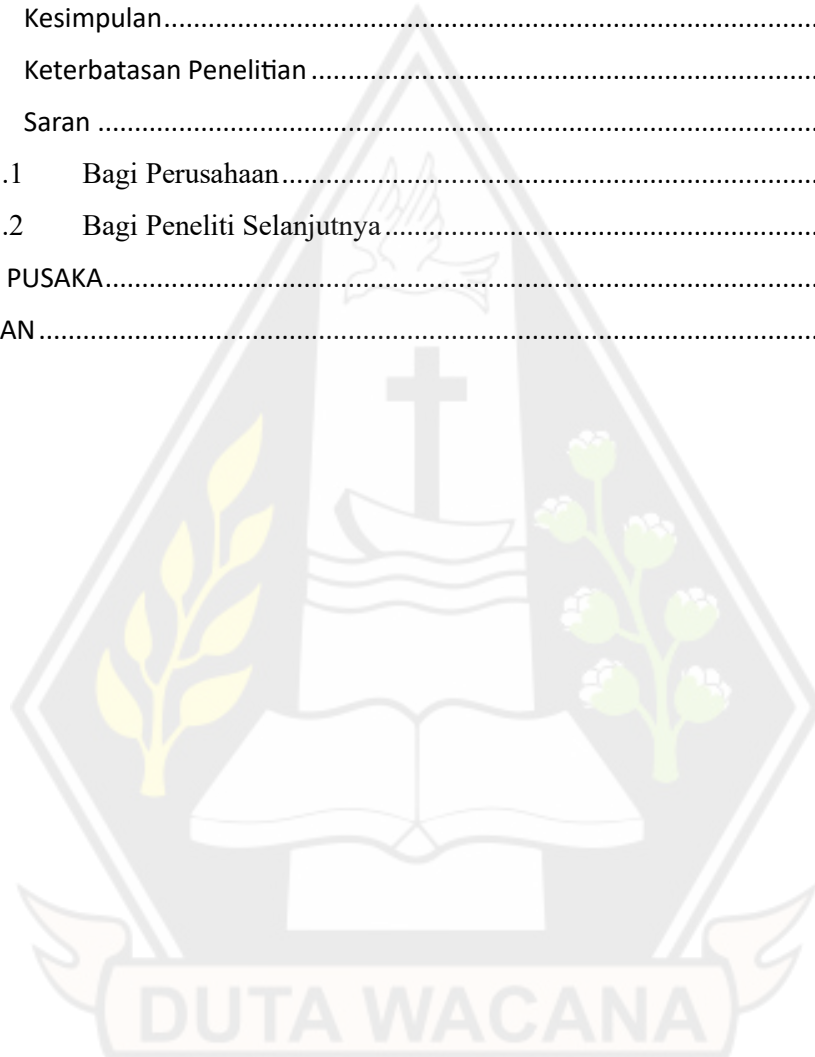 Kesimpulan....................................................................................................
Keterbatasan Penelitian....................................................................................
Saran ............................................................................................................
.1 Bagi Perusahaan.........................................................................................
.2 Bagi Peneliti Selanjutnya............................................................................
PUSAKA..........................................................................................................
AN..................................................................................................................
DUTA WACANA